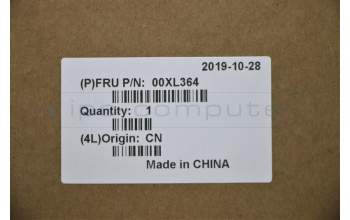 2019-10-28
(P)FRU P/N: 00XL364
Quantity: 1
(4L)Origin: CN
Made in CHINA